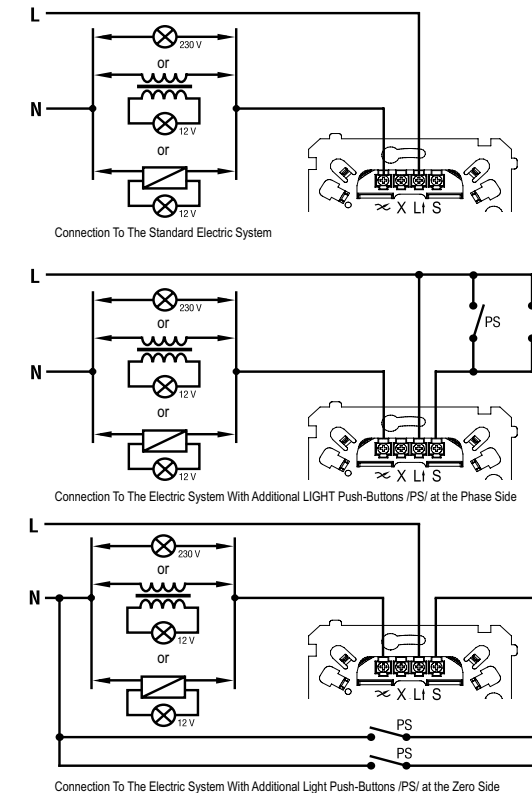 L
230 V
or
N
12 V
or
12 V
≂ X L↑ S
Connection To The Standard Electric System
L
230 V
or
PS
N
12 V
or
12 V
≂ X L↑ S
Connection To The Electric System With Additional LIGHT Push-Buttons /PS/ at the Phase Side
L
230 V
or
N
12 V
or
12 V
≂ X L↑ S
PS
PS
Connection To The Electric System With Additional Light Push-Buttons /PS/ at the Zero Side